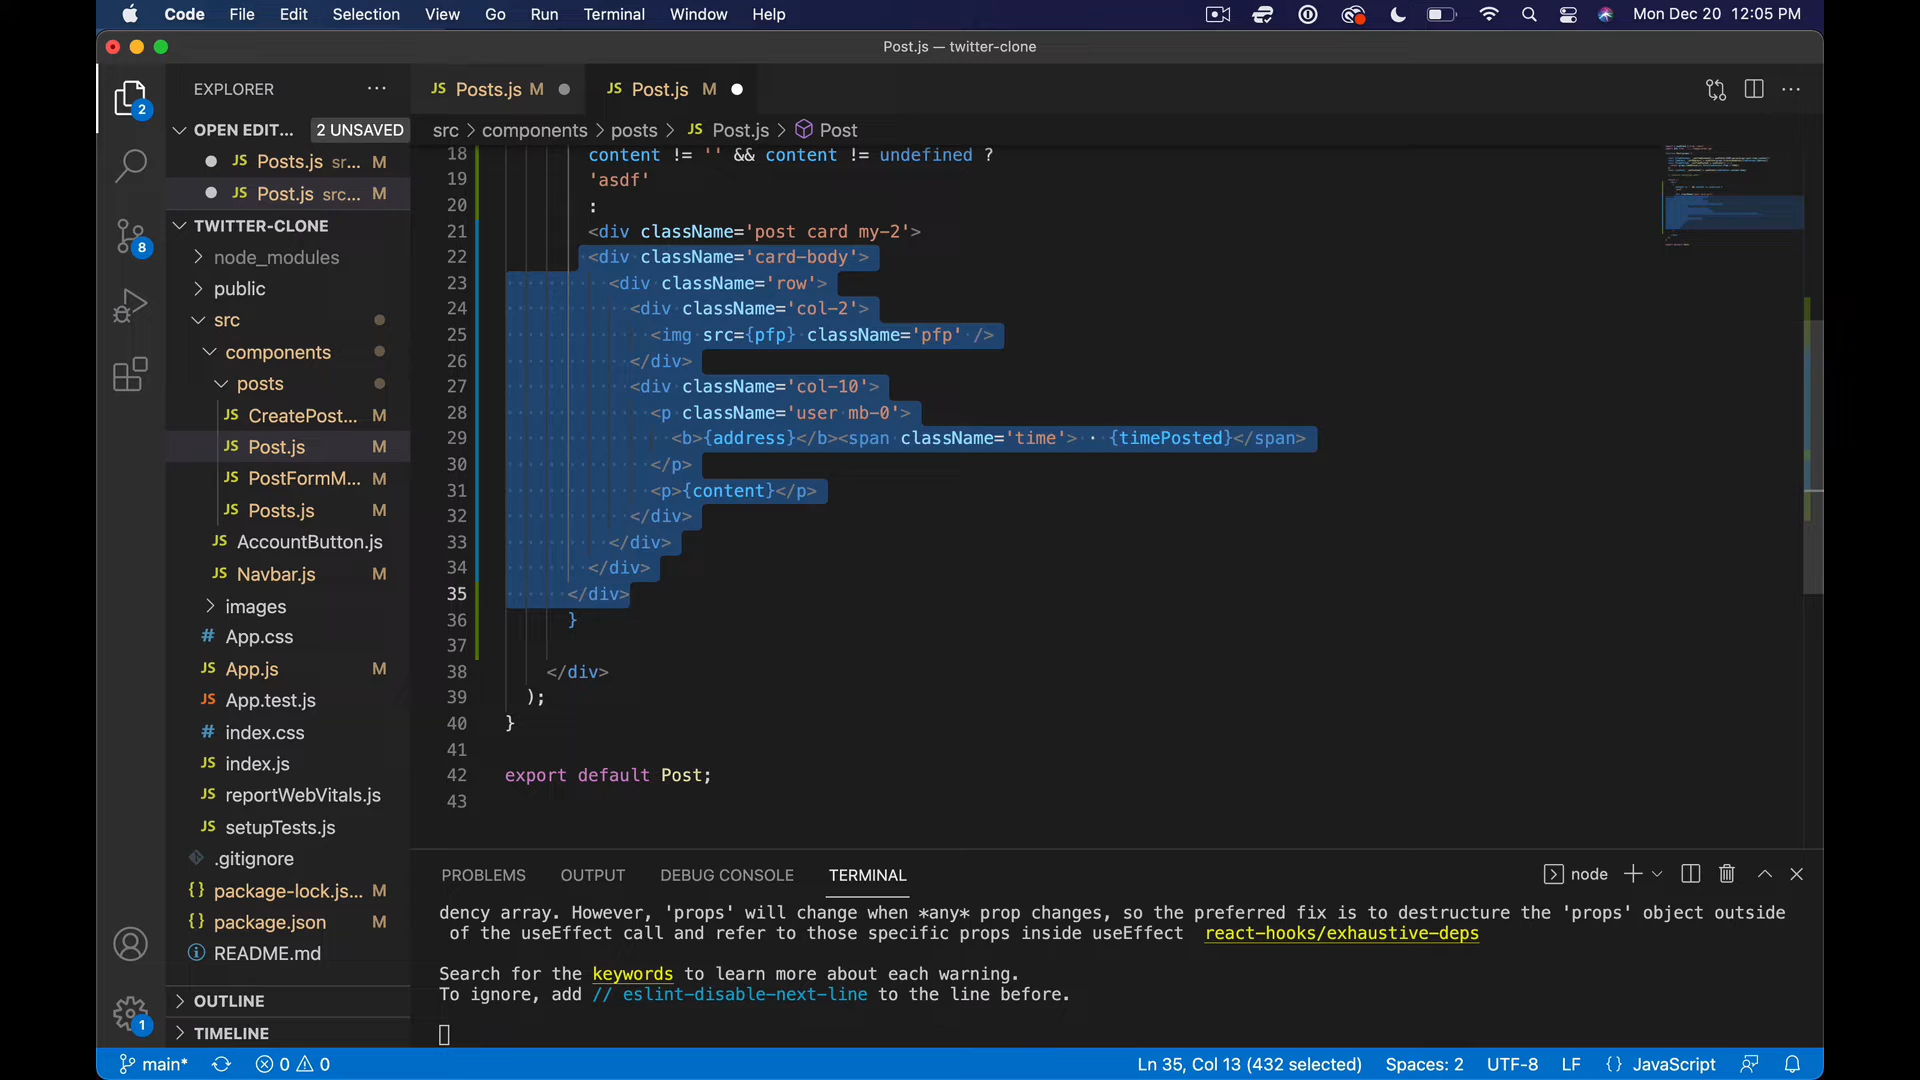 Code File Edit Selection View Go Run Terminal Window Help Mon Dec 20 12:05 PM
Post.js — twitter-clone
EXPLORER ...
JS Posts.js M
JS Post.js M
OPEN EDIT... 2 UNSAVED
src > components > posts > JS Post.js > Post
JS Posts.js sr... M
JS Post.js src... M
TWITTER-CLONE
node_modules
public
src
components
posts
JS CreatePost... M
JS Post.js M
JS PostFormM... M
JS Posts.js M
JS AccountButton.js
JS Navbar.js M
images
# App.css
JS App.js M
JS App.test.js
# index.css
JS index.js
JS reportWebVitals.js
JS setupTests.js
.gitignore
{} package-lock.js... M
{} package.json M
README.md
OUTLINE
TIMELINE
2
8
1
18 content != '' && content != undefined ?
19 'asdf'
20 :
21 <div className='post card my-2'>
22 <div className='card-body'>
23 <div className='row'>
24 <div className='col-2'>
25 <img src={pfp} className='pfp' />
26 </div>
27 <div className='col-10'>
28 <p className='user mb-0'>
29 <b>{address}</b><span className='time'> · {timePosted}</span>
30 </p>
31 <p>{content}</p>
32 </div>
33 </div>
34 </div>
35 </div>
36 }
37
38 </div>
39 );
40 }
41
42 export default Post;
43
PROBLEMS OUTPUT DEBUG CONSOLE TERMINAL node
dency array. However, 'props' will change when *any* prop changes, so the preferred fix is to destructure the 'props' object outside
of the useEffect call and refer to those specific props inside useEffect react-hooks/exhaustive-deps
Search for the keywords to learn more about each warning.
To ignore, add // eslint-disable-next-line to the line before.
main* 0 0 Ln 35, Col 13 (432 selected) Spaces: 2 UTF-8 LF {} JavaScript